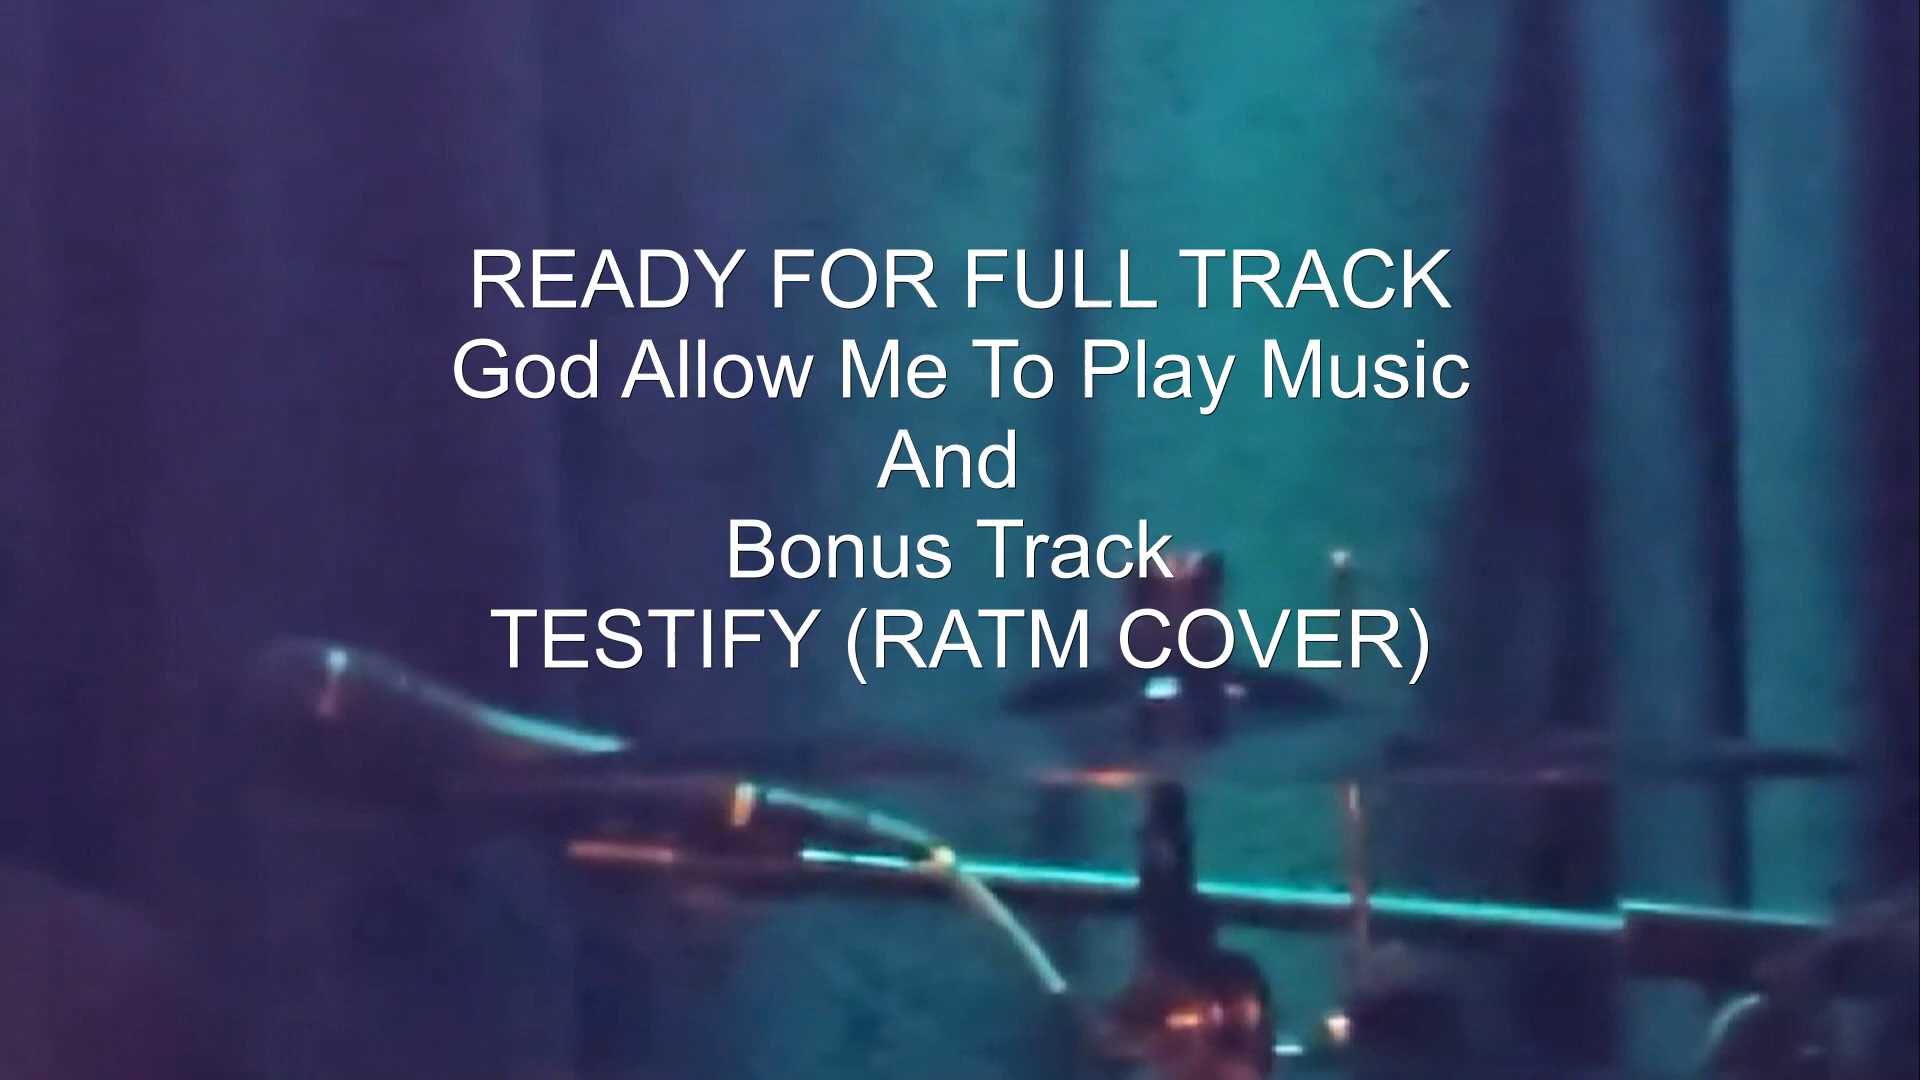 READY FOR FULL TRACK
God Allow Me To Play Music
And
Bonus Track
TESTIFY (RATM COVER)